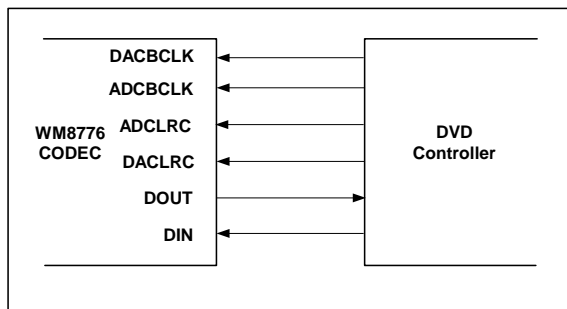 DACBCLK
ADCBCLK
WM8776
CODEC
ADCLRC
DACLRC
DOUT
DIN
DVD
Controller